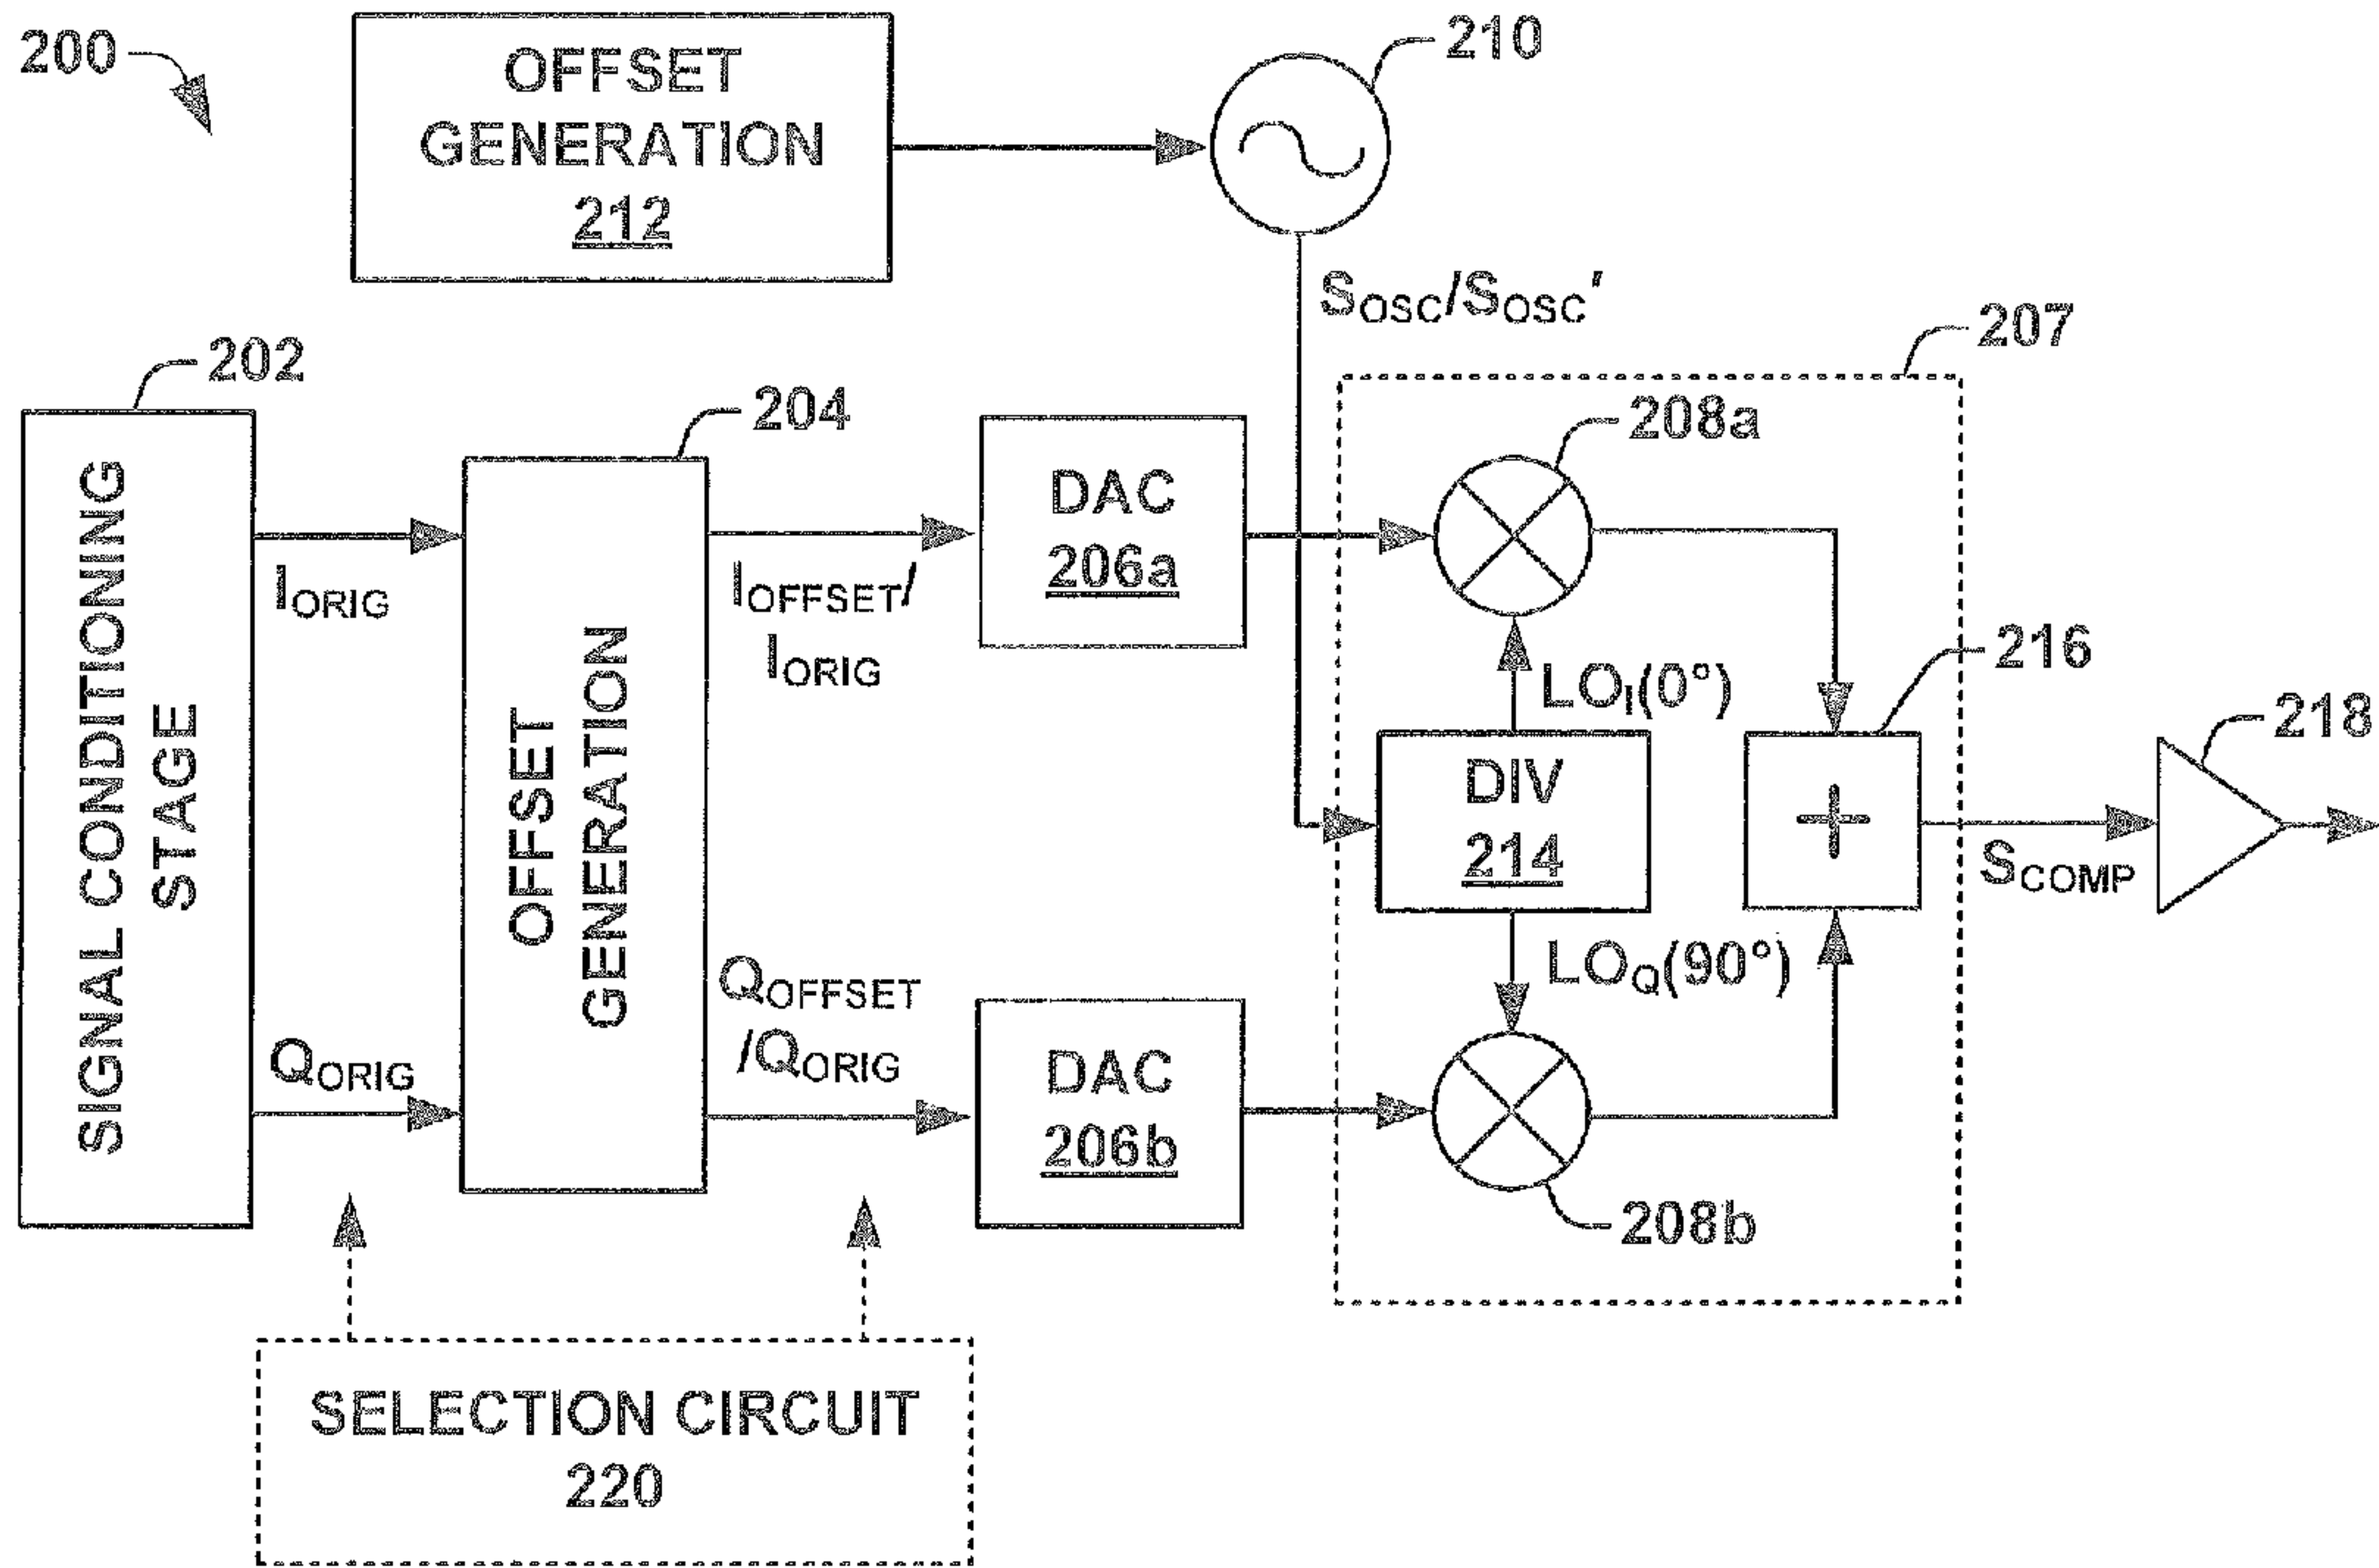 200
OFFSET
GENERATION
212
210
SOSC/SOSC'
207
202
204
208a
SIGNAL CONDITIONING
STAGE
IORIG
OFFSET
GENERATION
IOFFSET/
IORIG
DAC
206a
LOI(0°)
216
218
DIV
214
SCOMP
LOQ(90°)
QORIG
QOFFSET
/QORIG
DAC
206b
208b
SELECTION CIRCUIT
220